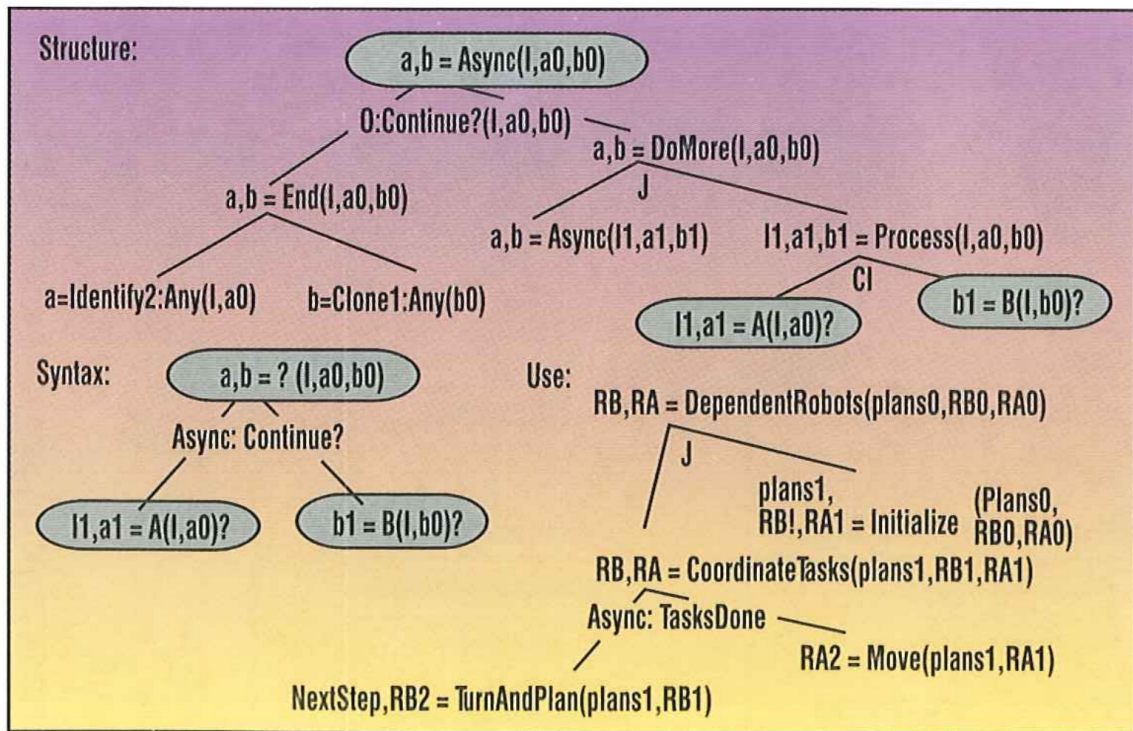 Structure:
a,b = Async(I,a0,b0)
O:Continue?(I,a0,b0)
a,b = DoMore(I,a0,b0)
J
a,b = End(I,a0,b0)
a,b = Async(I1,a1,b1)
I1,a1,b1 = Process(I,a0,b0)
CI
a=Identify2:Any(I,a0)
b=Clone1:Any(b0)
I1,a1 = A(I,a0)?
b1 = B(I,b0)?
Syntax:
a,b = ? (I,a0,b0)
Async: Continue?
I1,a1 = A(I,a0)?
b1 = B(I,b0)?
Use:
RB,RA = DependentRobots(plans0,RB0,RA0)
J
plans1,
RB!,RA1 = Initialize
(Plans0,
RB0,RA0)
RB,RA = CoordinateTasks(plans1,RB1,RA1)
Async: TasksDone
RA2 = Move(plans1,RA1)
NextStep,RB2 = TurnAndPlan(plans1,RB1)